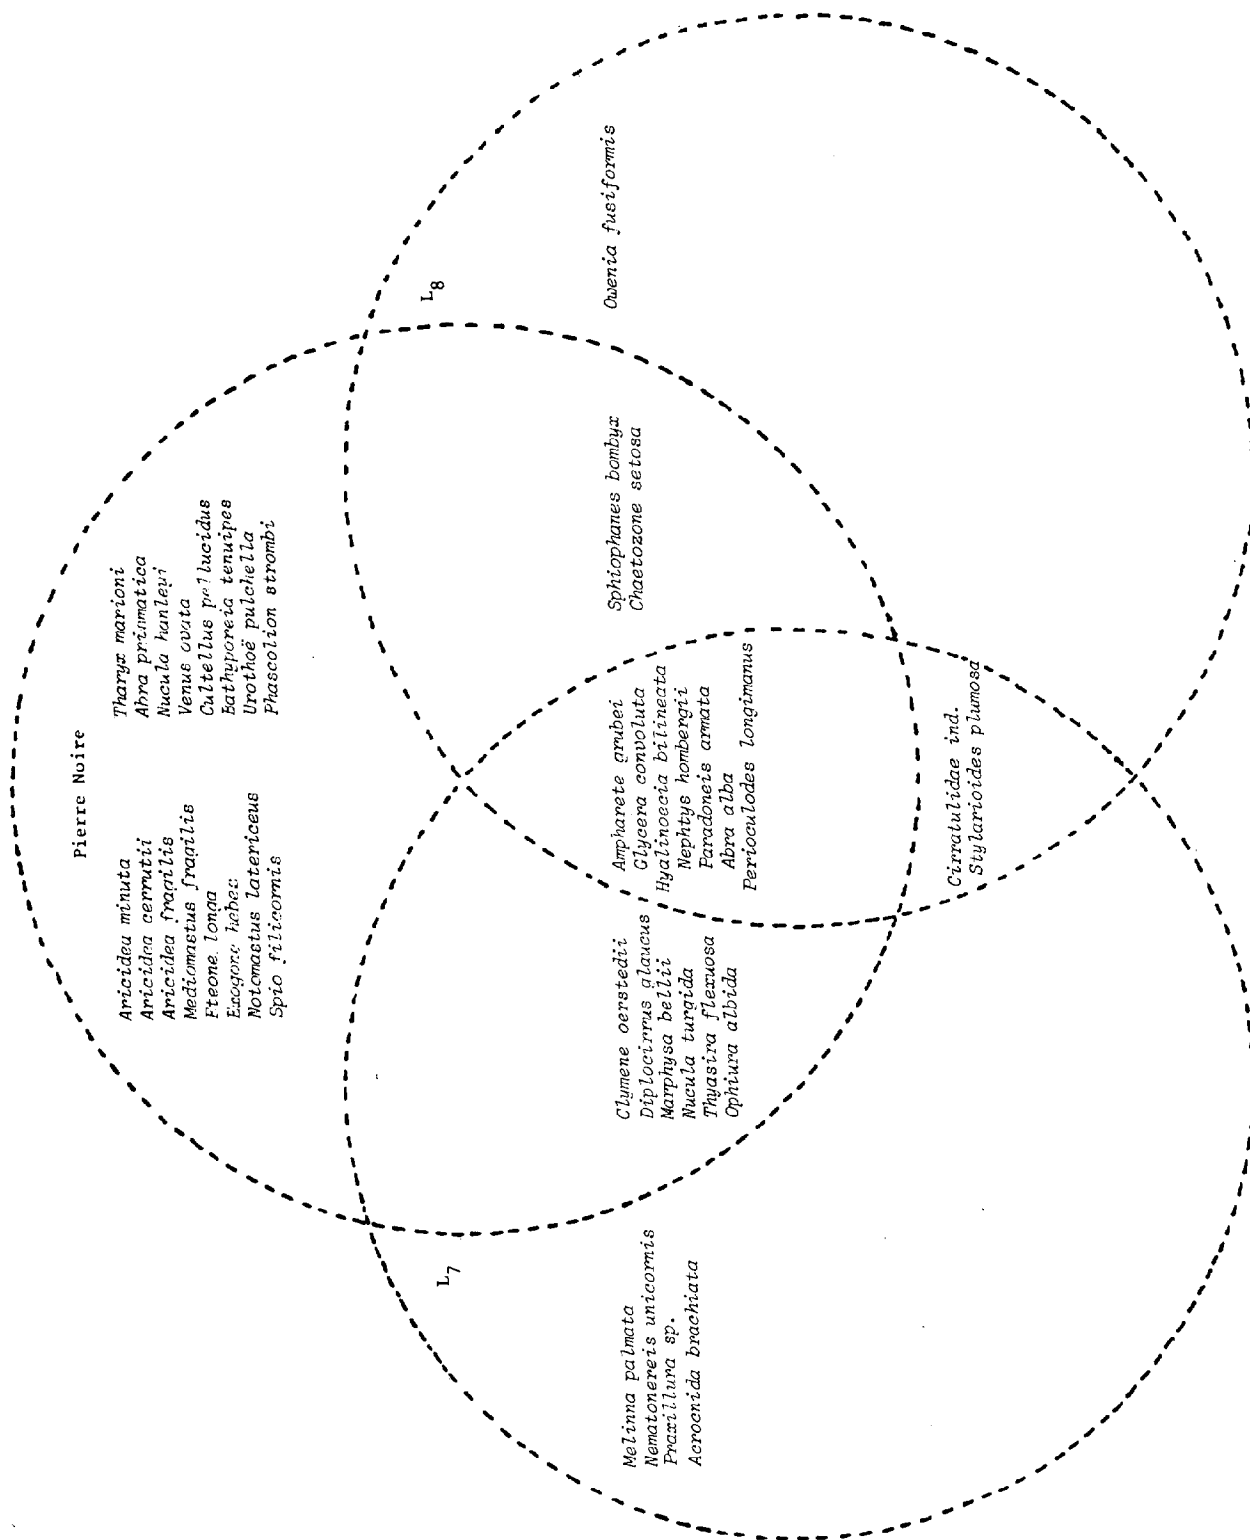 Pierre Noire
Aricidea minuta
Aricidea cerrutii
Aricidea fragilis
Mediomastus fragilis
Eteone longa
Exogone hebes
Notomastus latericeus
Spio filicornis
Tharyx marioni
Abra prismatica
Nucula hanleyi
Venus ovata
Cultellus pellucidus
Bathyporeia tenuipes
Urothoë pulchella
Phascolion strombi
L7
L8
Melinna palmata
Nematonereis unicornis
Praxillura sp.
Acrocnida brachiata
Clymene oerstedii
Diplocirrus glaucus
Marphysa bellii
Nucula turgida
Thyasira flexuosa
Ophiura albida
Ampharete grubei
Glycera convoluta
Hyalinoecia bilineata
Nephtys hombergii
Paradoneis armata
Abra alba
Perioculodes longimanus
Sphiophanes bombyx
Chaetozone setosa
Owenia fusiformis
Cirratulidae ind.
Stylarioides plumosa